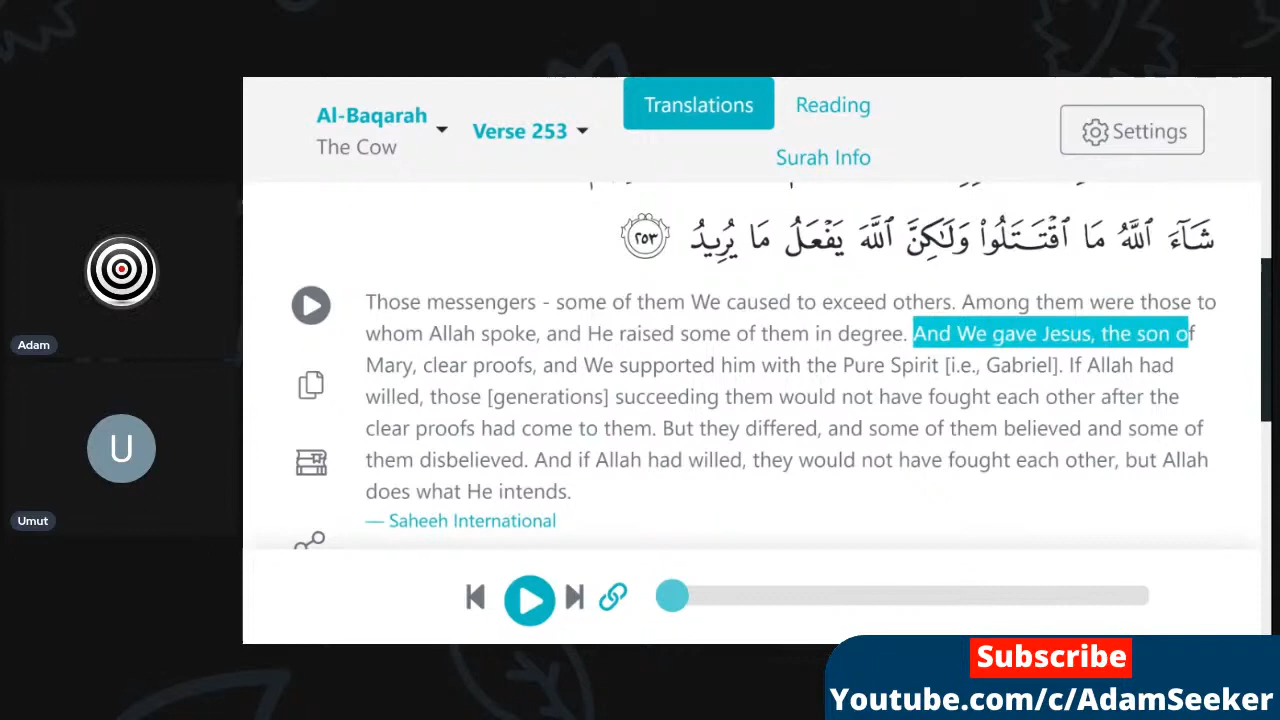 Al-Baqarah
The Cow
Verse 253
Translations
Reading
Surah Info
Settings
شَآءَ ٱللَّهُ مَا ٱقْتَتَلُوا۟ وَلَـٰكِنَّ ٱللَّهَ يَفْعَلُ مَا يُرِيدُ ٢٥٣
Those messengers - some of them We caused to exceed others. Among them were those to
whom Allah spoke, and He raised some of them in degree. And We gave Jesus, the son of
Mary, clear proofs, and We supported him with the Pure Spirit [i.e., Gabriel]. If Allah had
willed, those [generations] succeeding them would not have fought each other after the
clear proofs had come to them. But they differed, and some of them believed and some of
them disbelieved. And if Allah had willed, they would not have fought each other, but Allah
does what He intends.
— Saheeh International
Adam
U
Umut
Subscribe
Youtube.com/c/AdamSeeker